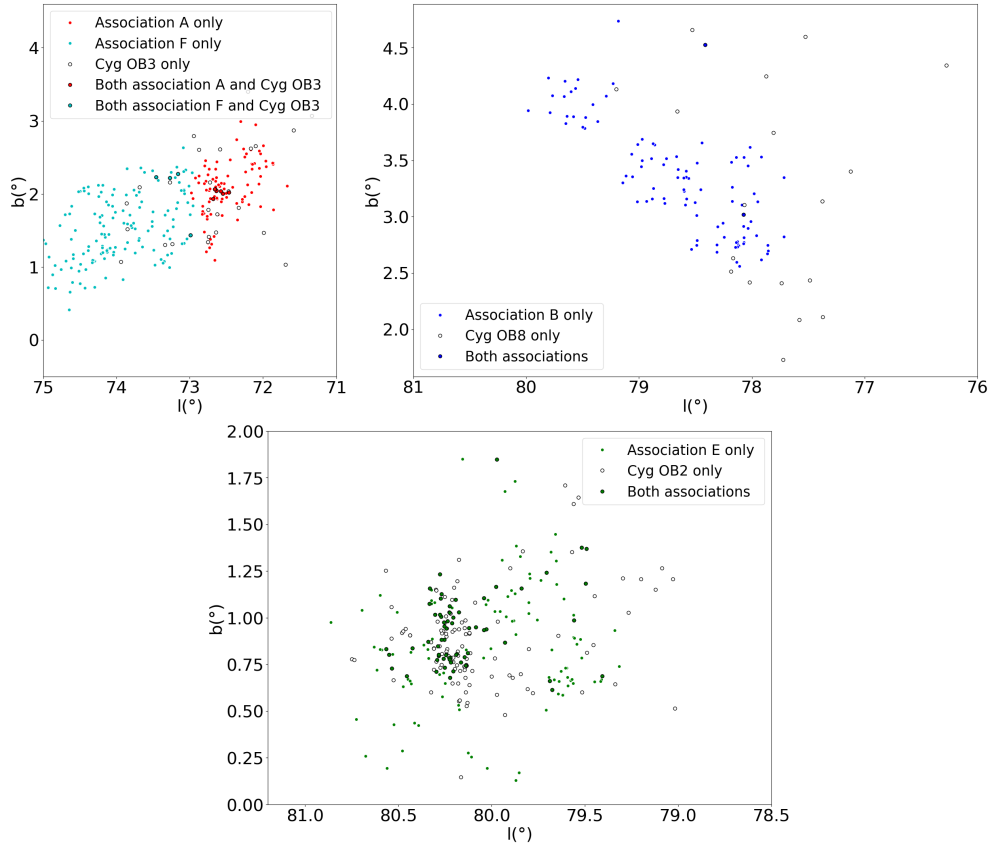 Association A only
Association F only
Cyg OB3 only
Both association A and Cyg OB3
Both association F and Cyg OB3
4
3
2
1
0
b(°)
75 74 73 72 71
l(°)
4.5
4.0
3.5
3.0
2.5
2.0
b(°)
Association B only
Cyg OB8 only
Both associations
81 80 79 78 77 76
l(°)
2.00
1.75
1.50
1.25
1.00
0.75
0.50
0.25
0.00
b(°)
Association E only
Cyg OB2 only
Both associations
81.0 80.5 80.0 79.5 79.0 78.5
l(°)